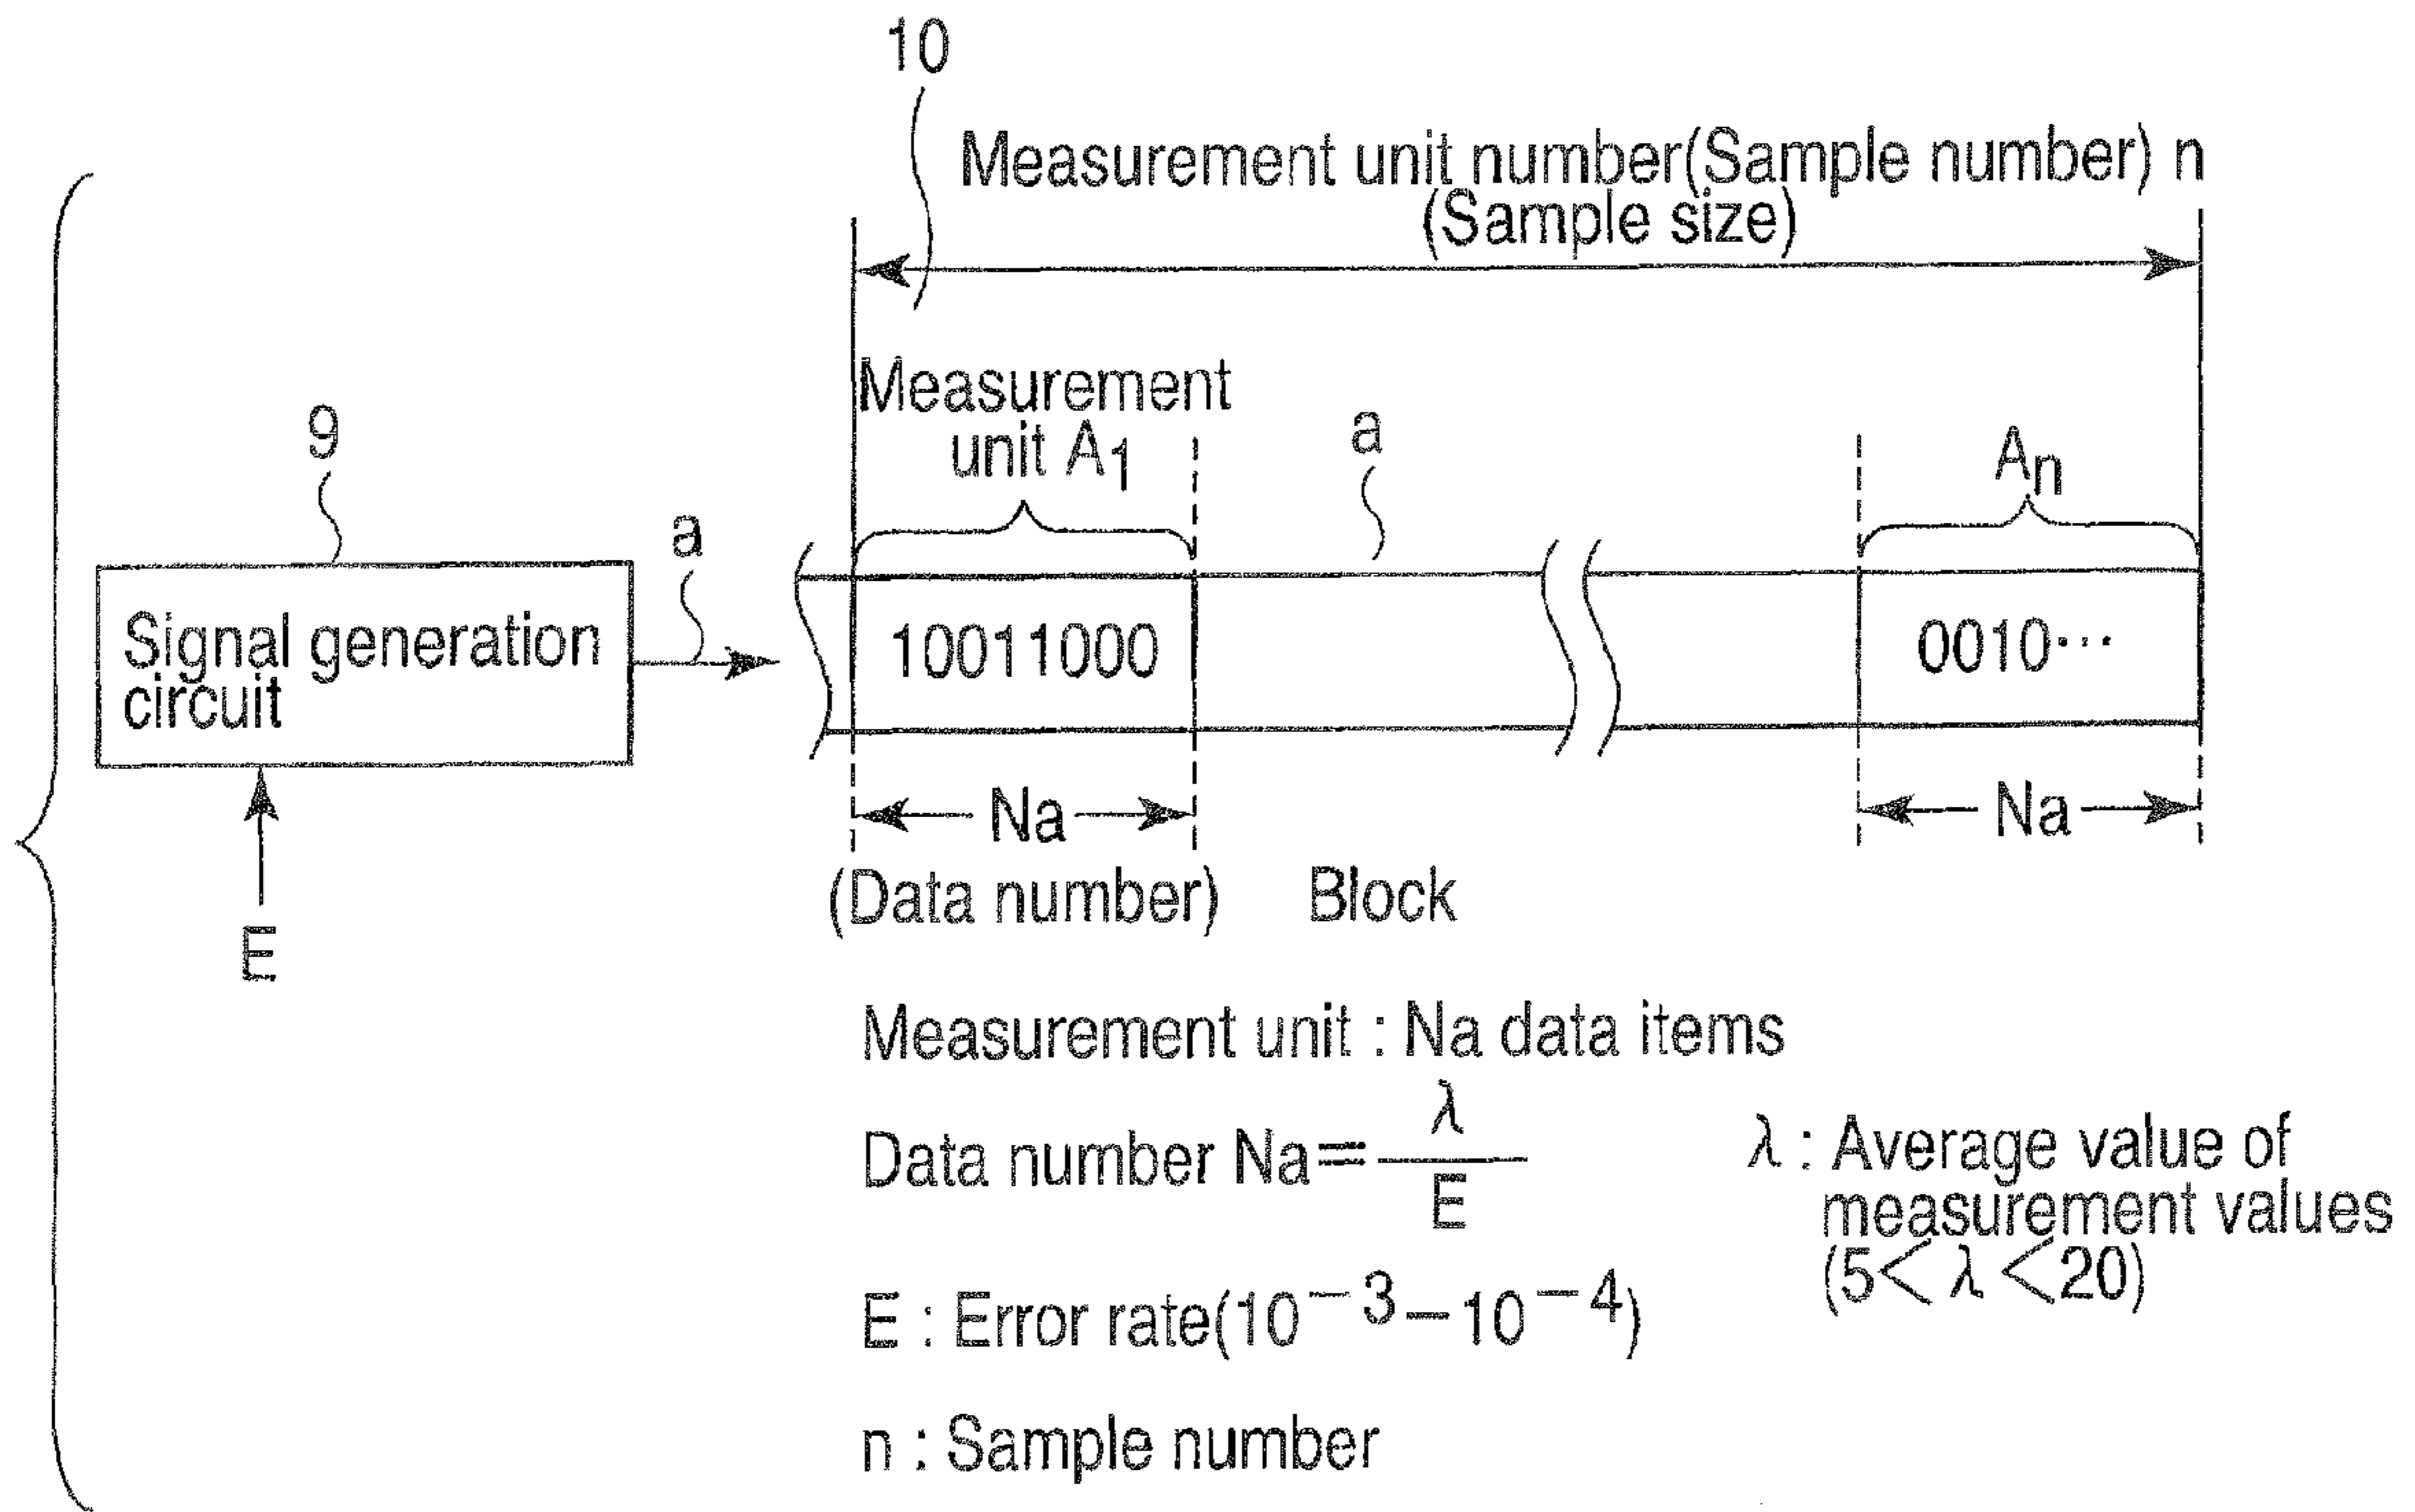 10
Measurement unit number(Sample number) n
(Sample size)
Measurement
unit A₁
a
Aₙ
9
a
Signal generation
circuit
10011000
0010···
E
Na
Na
(Data number)
Block
Measurement unit : Na data items
Data number Na=λ/E
λ : Average value of
measurement values
(5< λ <20)
E : Error rate(10⁻³–10⁻⁴)
n : Sample number